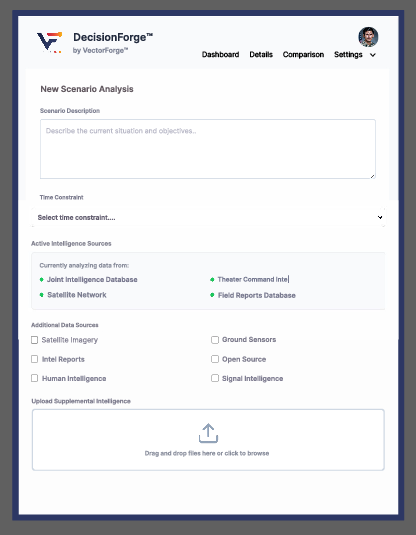 DecisionForge™
by VectorForge™
Dashboard Details Comparison Settings
New Scenario Analysis
Scenario Description
Describe the current situation and objectives..
Time Constraint
Select time constraint....
Active Intelligence Sources
Currently analyzing data from:
Joint Intelligence Database Theater Command Inte
Satellite Network Field Reports Database
Additional Data Sources
Satellite Imagery Ground Sensors
Intel Reports Open Source
Human Intelligence Signal Intelligence
Upload Supplemental Intelligence
Drag and drop files here or click to browse